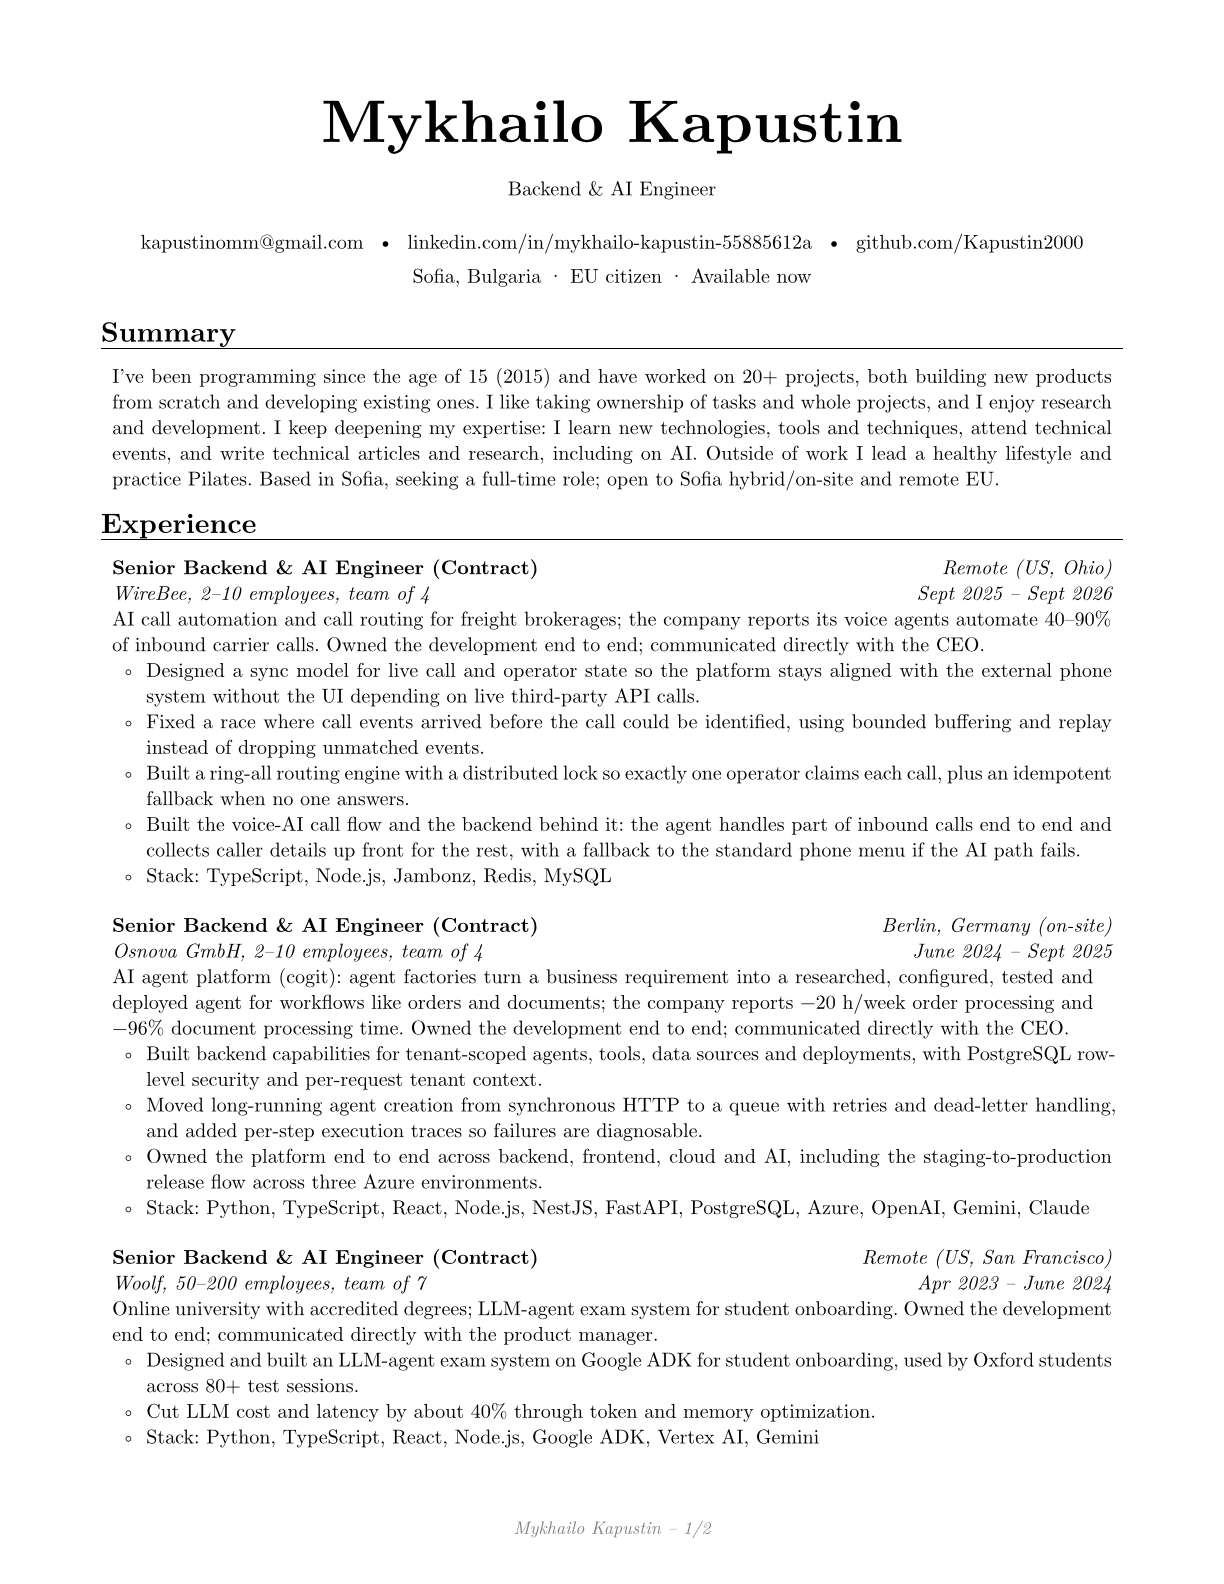 Mykhailo Kapustin
Backend & AI Engineer
kapustinomm@gmail.com • linkedin.com/in/mykhailo-kapustin-55885612a • github.com/Kapustin2000
Sofia, Bulgaria · EU citizen · Available now
Summary
I've been programming since the age of 15 (2015) and have worked on 20+ projects, both building new products
from scratch and developing existing ones. I like taking ownership of tasks and whole projects, and I enjoy research
and development. I keep deepening my expertise: I learn new technologies, tools and techniques, attend technical
events, and write technical articles and research, including on AI. Outside of work I lead a healthy lifestyle and
practice Pilates. Based in Sofia, seeking a full-time role; open to Sofia hybrid/on-site and remote EU.
Experience
Senior Backend & AI Engineer (Contract) Remote (US, Ohio)
WireBee, 2–10 employees, team of 4 Sept 2025 – Sept 2026
AI call automation and call routing for freight brokerages; the company reports its voice agents automate 40–90%
of inbound carrier calls. Owned the development end to end; communicated directly with the CEO.
◦ Designed a sync model for live call and operator state so the platform stays aligned with the external phone
system without the UI depending on live third-party API calls.
◦ Fixed a race where call events arrived before the call could be identified, using bounded buffering and replay
instead of dropping unmatched events.
◦ Built a ring-all routing engine with a distributed lock so exactly one operator claims each call, plus an idempotent
fallback when no one answers.
◦ Built the voice-AI call flow and the backend behind it: the agent handles part of inbound calls end to end and
collects caller details up front for the rest, with a fallback to the standard phone menu if the AI path fails.
◦ Stack: TypeScript, Node.js, Jambonz, Redis, MySQL
Senior Backend & AI Engineer (Contract) Berlin, Germany (on-site)
Osnova GmbH, 2–10 employees, team of 4 June 2024 – Sept 2025
AI agent platform (cogit): agent factories turn a business requirement into a researched, configured, tested and
deployed agent for workflows like orders and documents; the company reports −20 h/week order processing and
−96% document processing time. Owned the development end to end; communicated directly with the CEO.
◦ Built backend capabilities for tenant-scoped agents, tools, data sources and deployments, with PostgreSQL row-
level security and per-request tenant context.
◦ Moved long-running agent creation from synchronous HTTP to a queue with retries and dead-letter handling,
and added per-step execution traces so failures are diagnosable.
◦ Owned the platform end to end across backend, frontend, cloud and AI, including the staging-to-production
release flow across three Azure environments.
◦ Stack: Python, TypeScript, React, Node.js, NestJS, FastAPI, PostgreSQL, Azure, OpenAI, Gemini, Claude
Senior Backend & AI Engineer (Contract) Remote (US, San Francisco)
Woolf, 50–200 employees, team of 7 Apr 2023 – June 2024
Online university with accredited degrees; LLM-agent exam system for student onboarding. Owned the development
end to end; communicated directly with the product manager.
◦ Designed and built an LLM-agent exam system on Google ADK for student onboarding, used by Oxford students
across 80+ test sessions.
◦ Cut LLM cost and latency by about 40% through token and memory optimization.
◦ Stack: Python, TypeScript, React, Node.js, Google ADK, Vertex AI, Gemini
Mykhailo Kapustin – 1/2